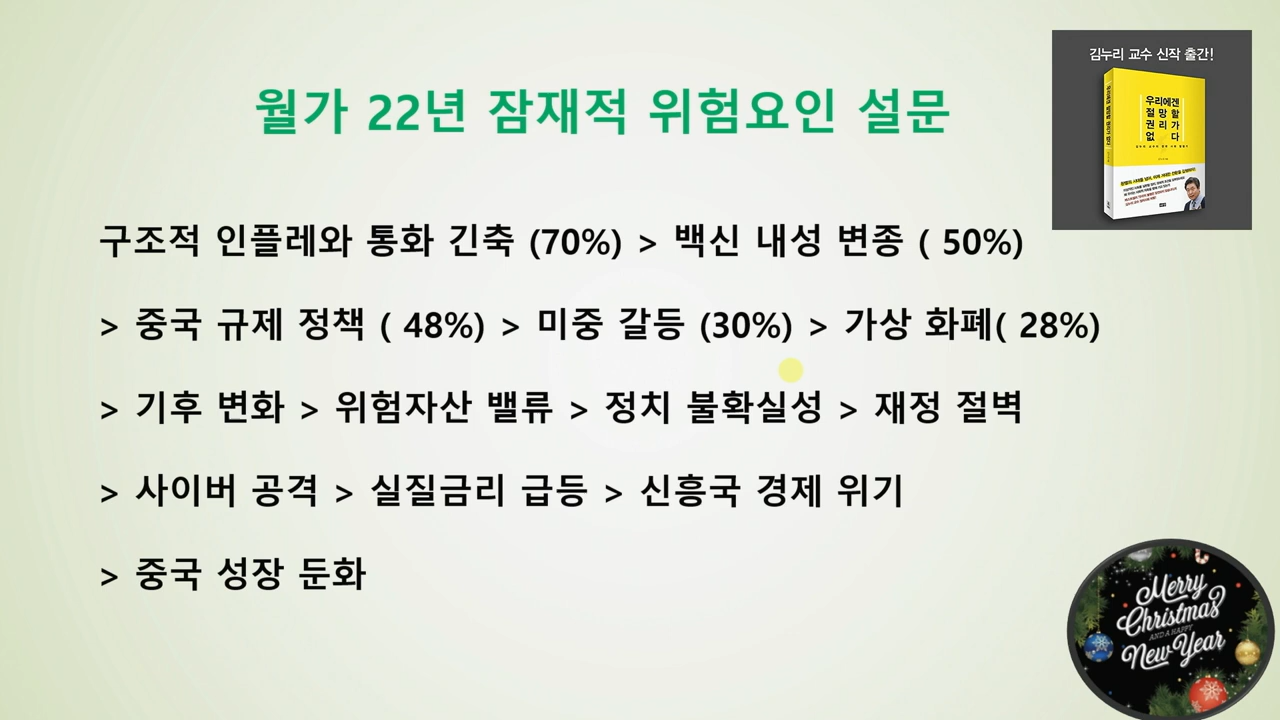 월가 22년 잠재적 위험요인 설문
구조적 인플레와 통화 긴축 (70%) > 백신 내성 변종 ( 50%)
> 중국 규제 정책 ( 48%) > 미중 갈등 (30%) > 가상 화폐( 28%)
> 기후 변화 > 위험자산 밸류 > 정치 불확실성 > 재정 절벽
> 사이버 공격 > 실질금리 급등 > 신흥국 경제 위기
> 중국 성장 둔화
김누리 교수 신작 출간!
우리에겐
절망할
권리가
없다
Merry
Christmas
AND A HAPPY
New Year